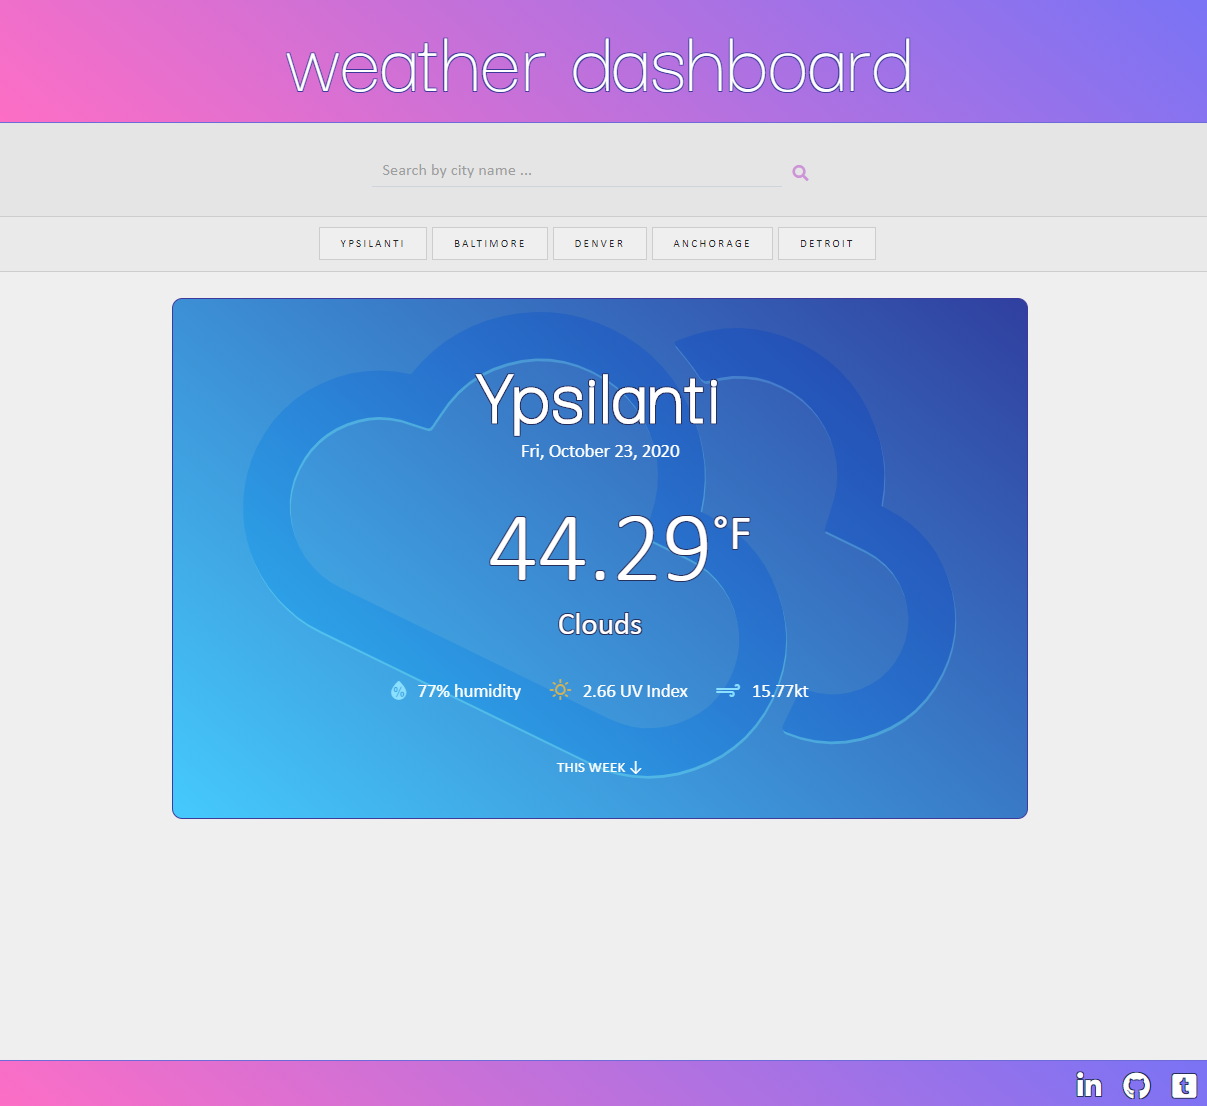 weather dashboard
Search by city name ...
YPSILANTI BALTIMORE DENVER ANCHORAGE DETROIT
Ypsilanti
Fri, October 23, 2020
44.29°F
Clouds
77% humidity 2.66 UV Index 15.77kt
THIS WEEK ↓
in t